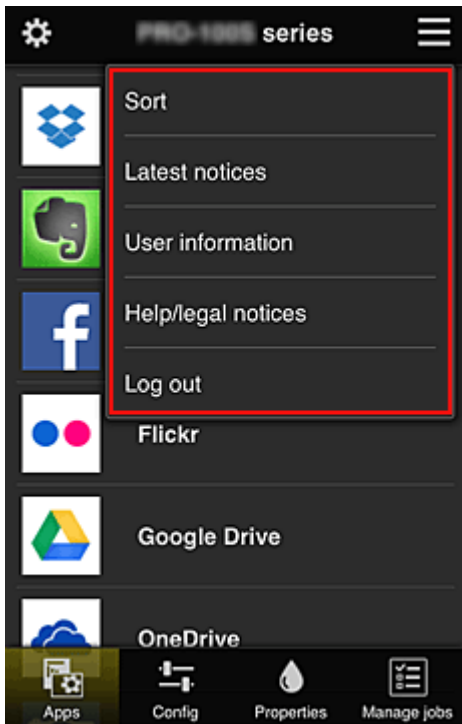 series
Sort
Latest notices
User information
Help/legal notices
Log out
Flickr
Google Drive
OneDrive
Apps
Config
Properties
Manage jobs